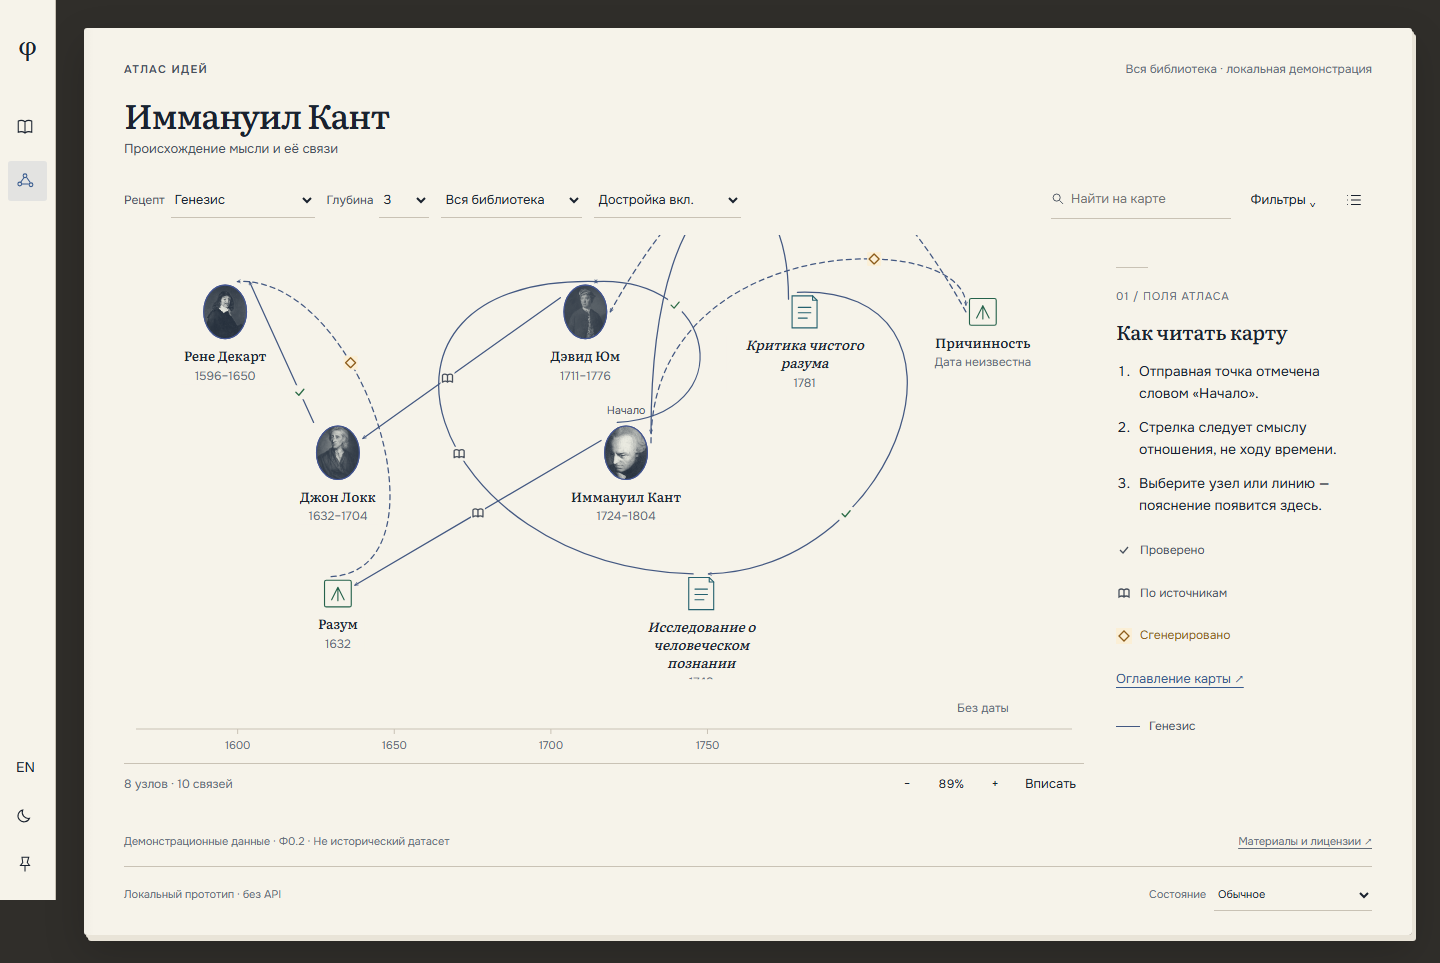 φ
АТЛАС ИДЕЙ
Вся библиотека · локальная демонстрация
Иммануил Кант
Происхождение мысли и её связи
Рецепт Генезис Глубина 3 Вся библиотека Достройка вкл. Найти на карте Фильтры
Рене Декарт
1596–1650
Дэвид Юм
1711–1776
Критика чистого
разума
1781
Причинность
Дата неизвестна
Начало
Джон Локк
1632–1704
Иммануил Кант
1724–1804
Разум
1632
Исследование о
человеческом
познании
Без даты
1600 1650 1700 1750
8 узлов · 10 связей
− 89% + Вписать
01 / ПОЛЯ АТЛАСА
Как читать карту
1. Отправная точка отмечена
словом «Начало».
2. Стрелка следует смыслу
отношения, не ходу времени.
3. Выберите узел или линию —
пояснение появится здесь.
Проверено
По источникам
Сгенерировано
Оглавление карты ↗
Генезис
EN
Демонстрационные данные · Ф0.2 · Не исторический датасет
Материалы и лицензии ↗
Локальный прототип · без API
Состояние Обычное